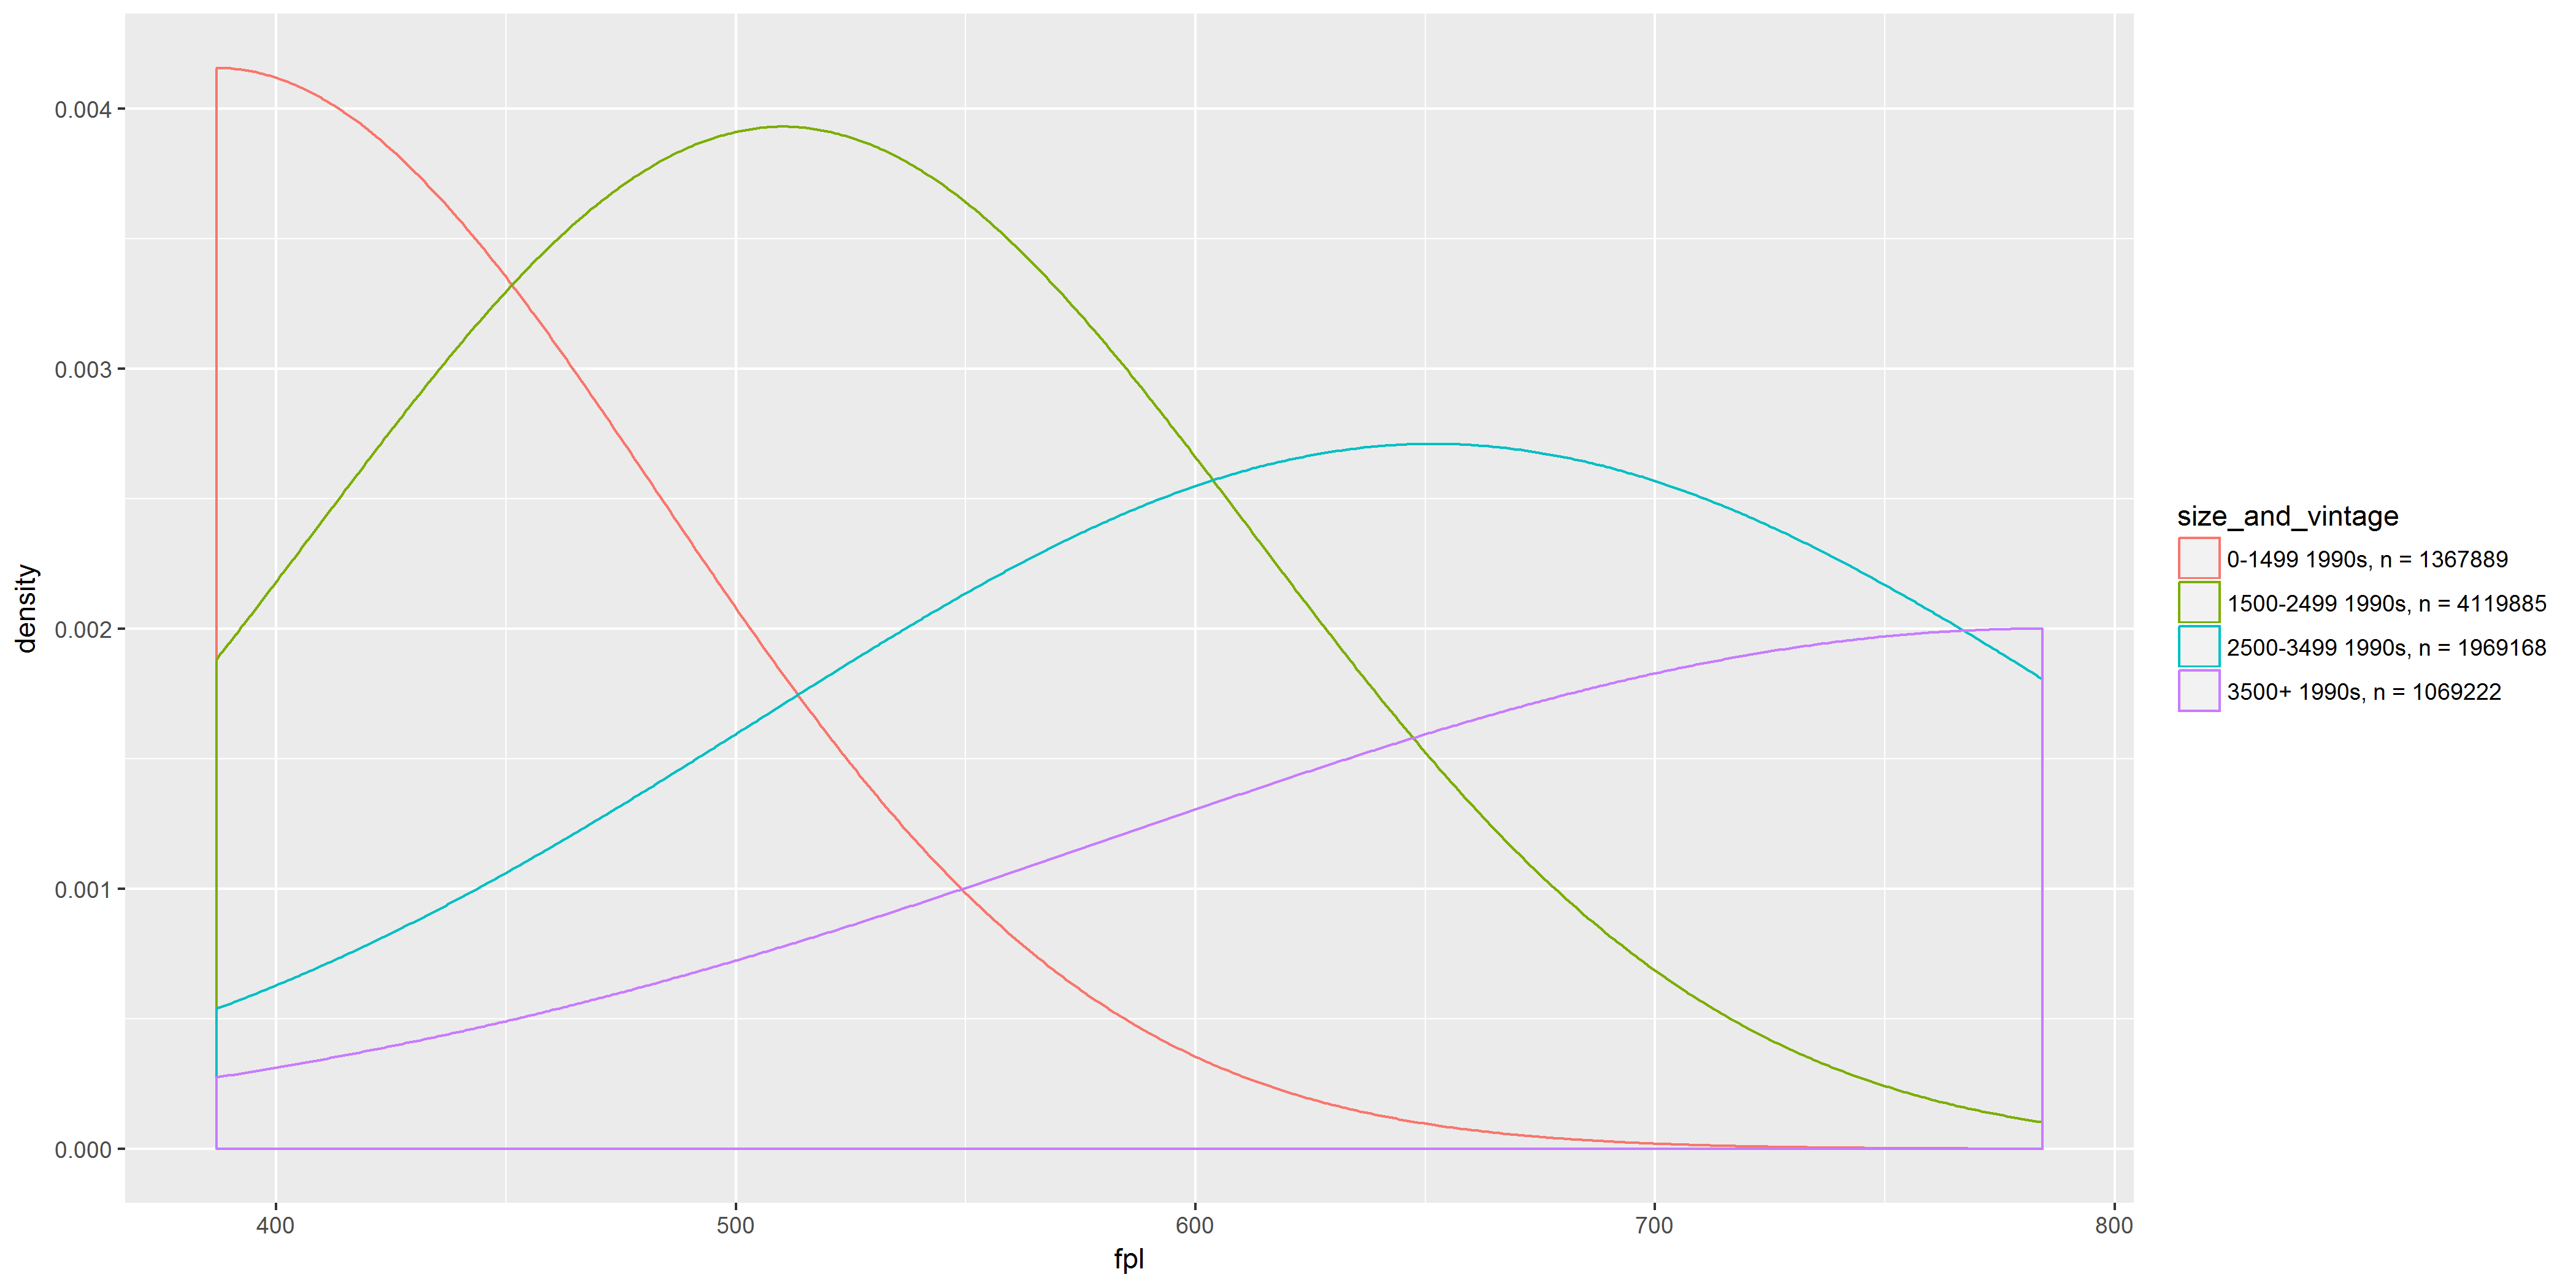 0.004
0.003
0.002
0.001
0.000
density
400 500 600 700 800
fpl
size_and_vintage
0-1499 1990s, n = 1367889
1500-2499 1990s, n = 4119885
2500-3499 1990s, n = 1969168
3500+ 1990s, n = 1069222